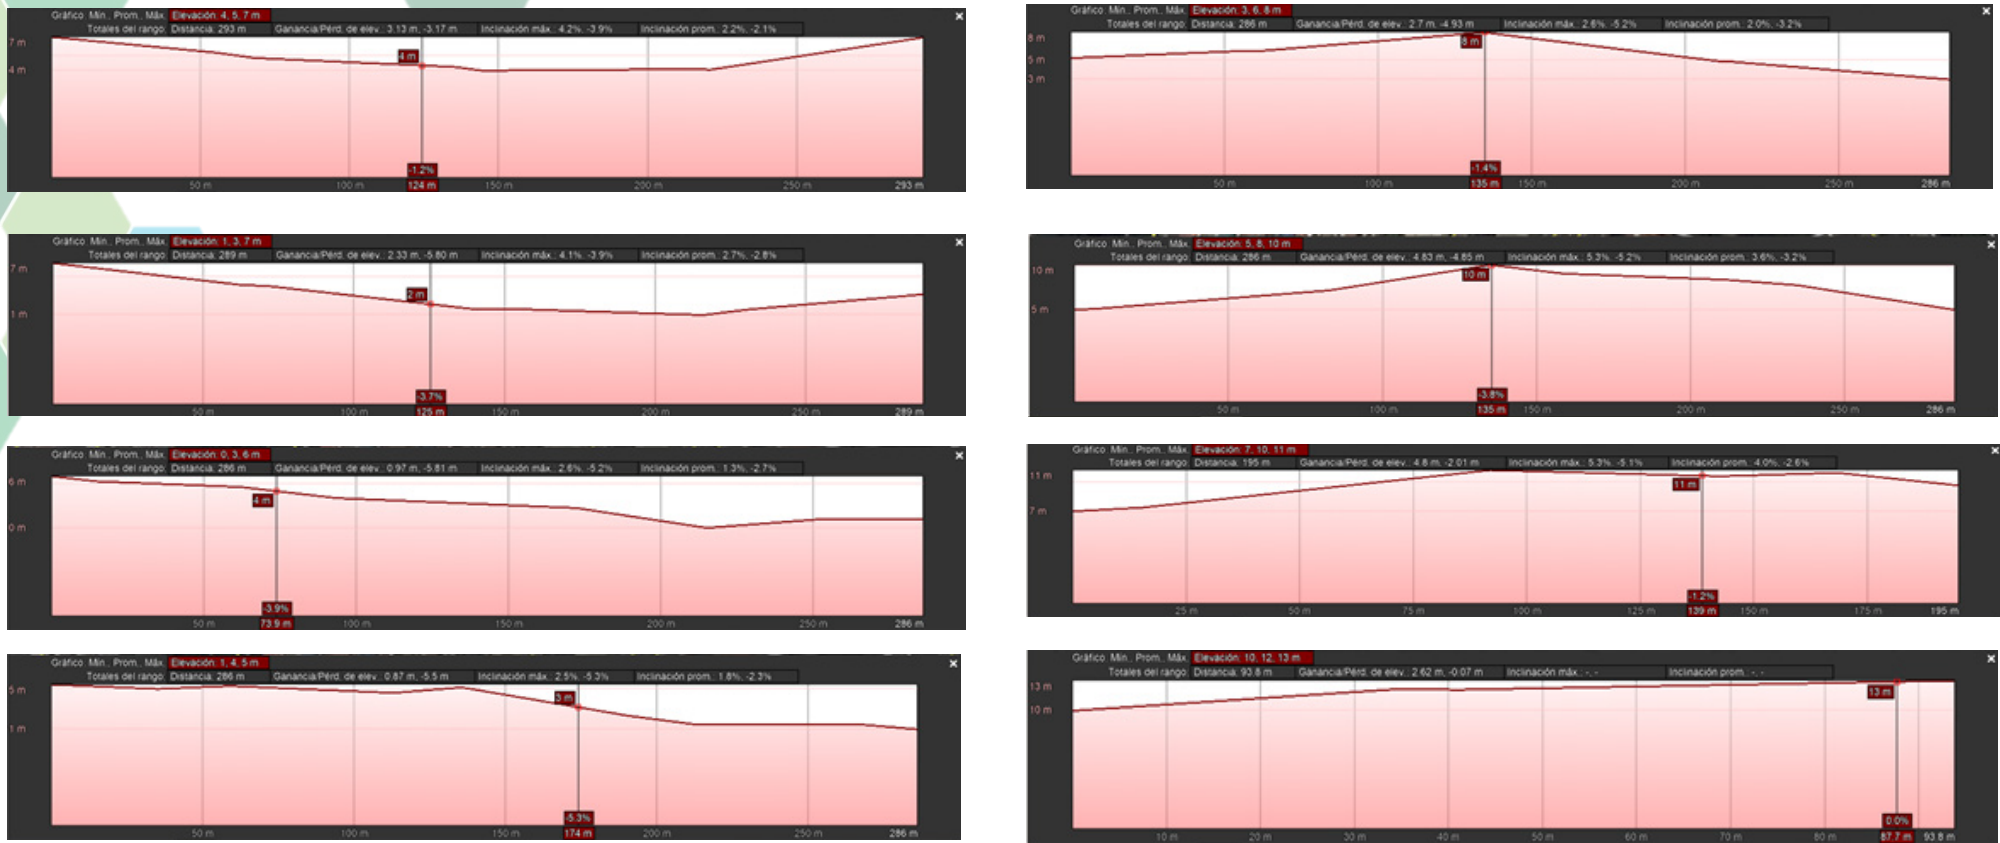 Gráfico: Mín., Prom., Máx. Elevación: 4, 5, 7 m
Totales del rango: Distancia: 293 m Ganancia/Pérd. de elev.: 3.13 m, -3.17 m Inclinación máx.: 4.2%, -3.9% Inclinación prom.: 2.2%, -2.1%
7 m
4 m
4 m
-1.2%
50 m 100 m 124 m 150 m 200 m 250 m 293 m
Gráfico: Mín., Prom., Máx. Elevación: 1, 3, 7 m
Totales del rango: Distancia: 289 m Ganancia/Pérd. de elev.: 2.33 m, -5.80 m Inclinación máx.: 4.1%, -3.9% Inclinación prom.: 2.7%, -2.8%
7 m
2 m
1 m
-3.7%
50 m 100 m 125 m 150 m 200 m 250 m 289 m
Gráfico: Mín., Prom., Máx. Elevación: 0, 3, 6 m
Totales del rango: Distancia: 286 m Ganancia/Pérd. de elev.: 0.97 m, -5.81 m Inclinación máx.: 2.6%, -5.2% Inclinación prom.: 1.3%, -2.7%
6 m
4 m
0 m
-3.9%
50 m 73.9 m 100 m 150 m 200 m 250 m 286 m
Gráfico: Mín., Prom., Máx. Elevación: 1, 4, 5 m
Totales del rango: Distancia: 286 m Ganancia/Pérd. de elev.: 0.87 m, -5.5 m Inclinación máx.: 2.5%, -5.3% Inclinación prom.: 1.8%, -2.3%
5 m
3 m
1 m
-5.3%
50 m 100 m 150 m 174 m 200 m 250 m 286 m
Gráfico: Mín., Prom., Máx. Elevación: 3, 6, 8 m
Totales del rango: Distancia: 286 m Ganancia/Pérd. de elev.: 2.7 m, -4.93 m Inclinación máx.: 2.6%, -5.2% Inclinación prom.: 2.0%, -3.2%
8 m
8 m
5 m
3 m
-1.4%
50 m 100 m 135 m 150 m 200 m 250 m 286 m
Gráfico: Mín., Prom., Máx. Elevación: 5, 8, 10 m
Totales del rango: Distancia: 286 m Ganancia/Pérd. de elev.: 4.83 m, -4.85 m Inclinación máx.: 5.3%, -5.2% Inclinación prom.: 3.6%, -3.2%
10 m
10 m
5 m
-3.8%
50 m 100 m 135 m 150 m 200 m 250 m 286 m
Gráfico: Mín., Prom., Máx. Elevación: 7, 10, 11 m
Totales del rango: Distancia: 195 m Ganancia/Pérd. de elev.: 4.8 m, -2.01 m Inclinación máx.: 5.3%, -5.1% Inclinación prom.: 4.0%, -2.6%
11 m
11 m
7 m
-1.2%
25 m 50 m 75 m 100 m 125 m 139 m 150 m 175 m 195 m
Gráfico: Mín., Prom., Máx. Elevación: 10, 12, 13 m
Totales del rango: Distancia: 93.8 m Ganancia/Pérd. de elev.: 2.62 m, -0.07 m Inclinación máx.: -, - Inclinación prom.: -, -
13 m
13 m
10 m
0.0%
10 m 20 m 30 m 40 m 50 m 60 m 70 m 80 m 87.7 m 93.8 m